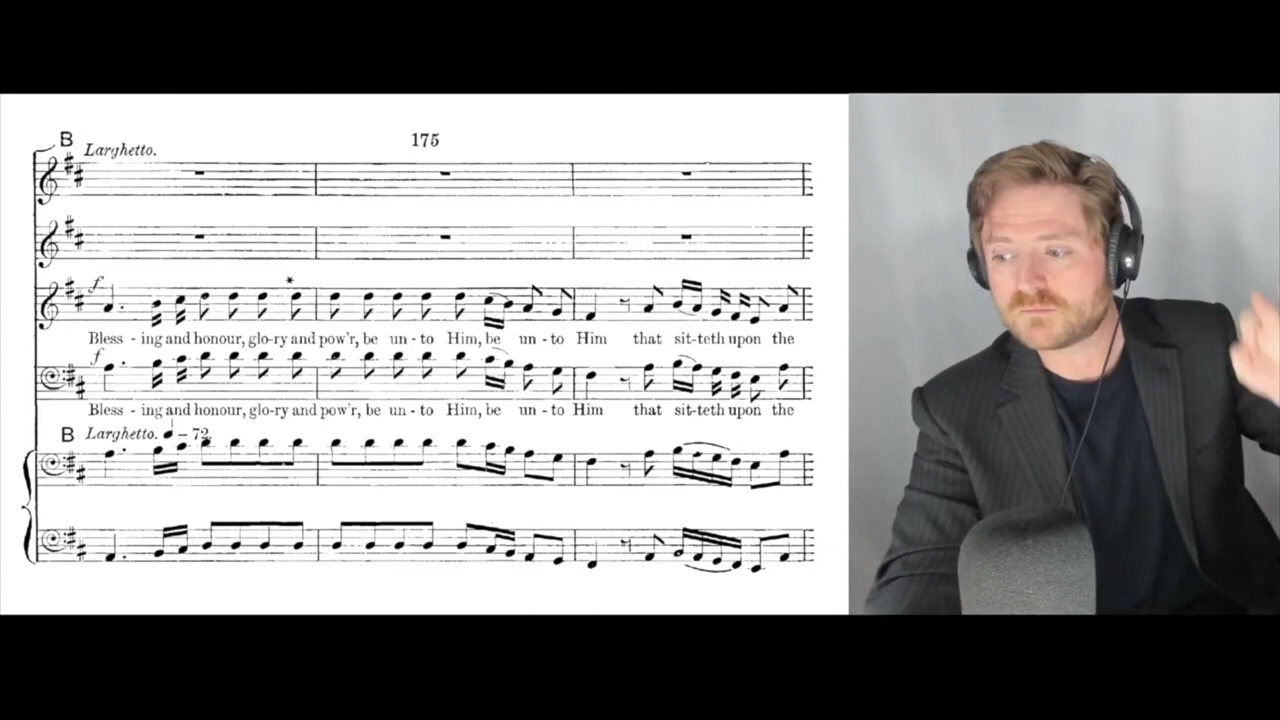 B Larghetto. 175
f
*
Bless - ing and honour, glo-ry and pow'r, be un - to Him, be un - to Him that sit-teth upon the
f
Bless - ing and honour, glo-ry and pow'r, be un - to Him, be un - to Him that sit-teth upon the
B Larghetto. ♩ = 72.